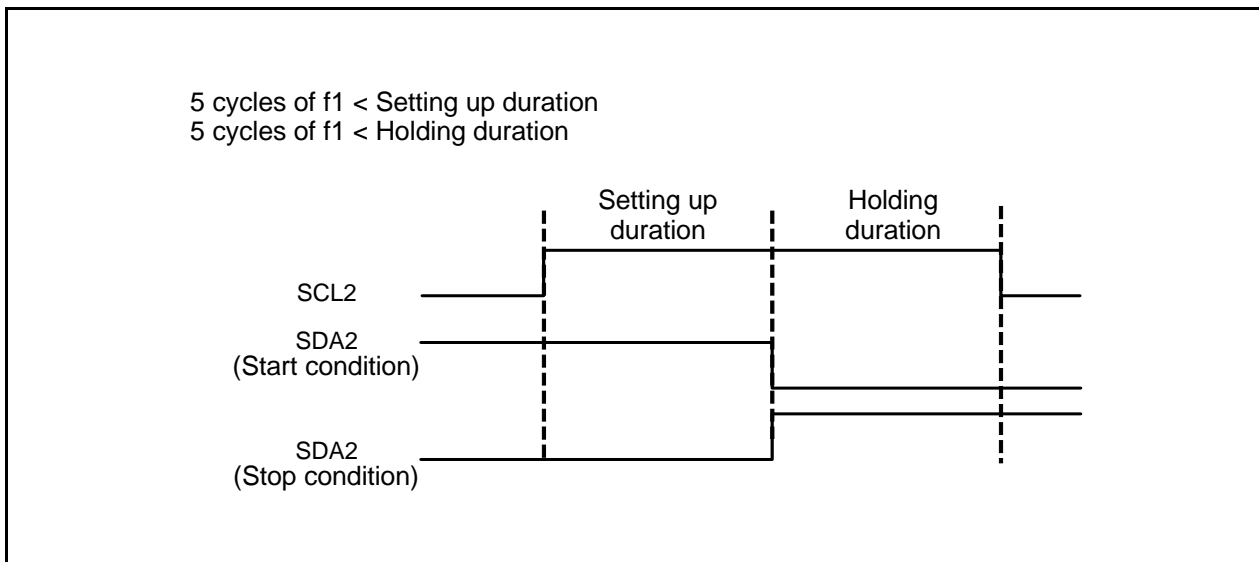 5 cycles of f1 < Setting up duration
5 cycles of f1 < Holding duration
Setting up
duration
Holding
duration
SCL2
SDA2
(Start condition)
SDA2
(Stop condition)